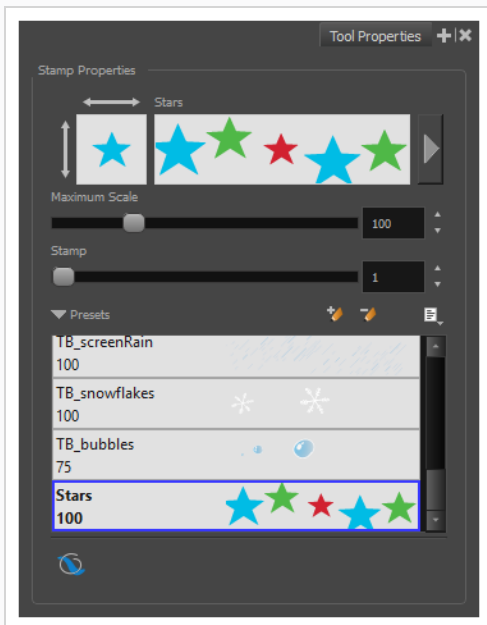 Tool Properties
Stamp Properties
Stars
Maximum Scale
100
Stamp
1
Presets
TB_screenRain
100
TB_snowflakes
100
TB_bubbles
75
Stars
100